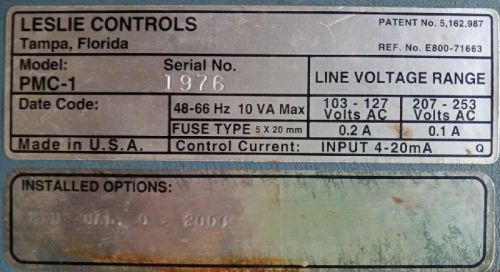 LESLIE CONTROLS
Tampa, Florida
PATENT No. 5,162,987
REF. No. E800-71663
Model: Serial No.
PMC-1 1976
LINE VOLTAGE RANGE
Date Code:
48-66 Hz 10 VA Max
103 - 127 Volts AC
207 - 253 Volts AC
FUSE TYPE 5 X 20 mm
0.2 A
0.1 A
Made in U.S.A.
Control Current: INPUT 4-20mA Q
INSTALLED OPTIONS:
0 - 200